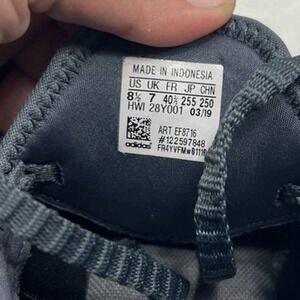 MADE IN INDONESIA
US UK FR JP CHN
8½ 7 40⅔ 255 250
HWI 28Y001 03/19
ART EF8716
#122597848
adidas